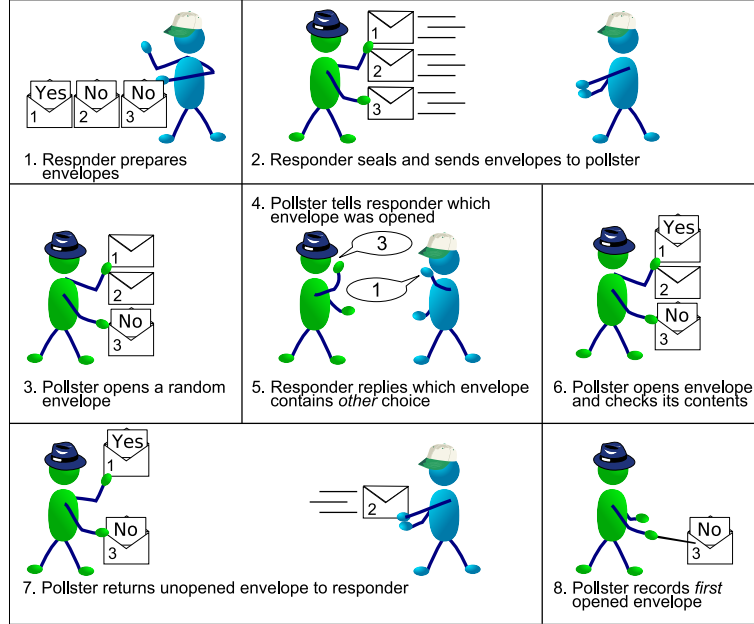 Yes No No
1 2 3
1. Respnder prepares
envelopes
1
2
3
2. Responder seals and sends envelopes to pollster
1
2
No
3
3. Pollster opens a random
envelope
4. Pollster tells responder which
envelope was opened
3
1
5. Responder replies which envelope
contains other choice
Yes
1
2
No
3
6. Pollster opens envelope
and checks its contents
Yes
1
No
3
2
7. Pollster returns unopened envelope to responder
No
3
8. Pollster records first
opened envelope